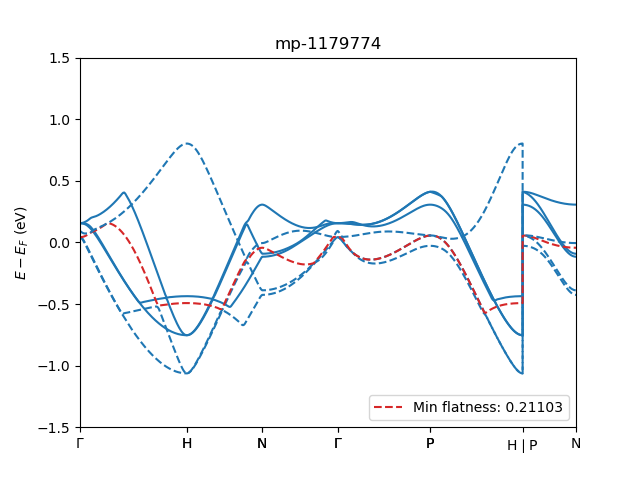 mp-1179774
1.5
1.0
0.5
0.0
−0.5
−1.0
−1.5
E − E_F (eV)
Min flatness: 0.21103
Γ H N Γ P H | P N